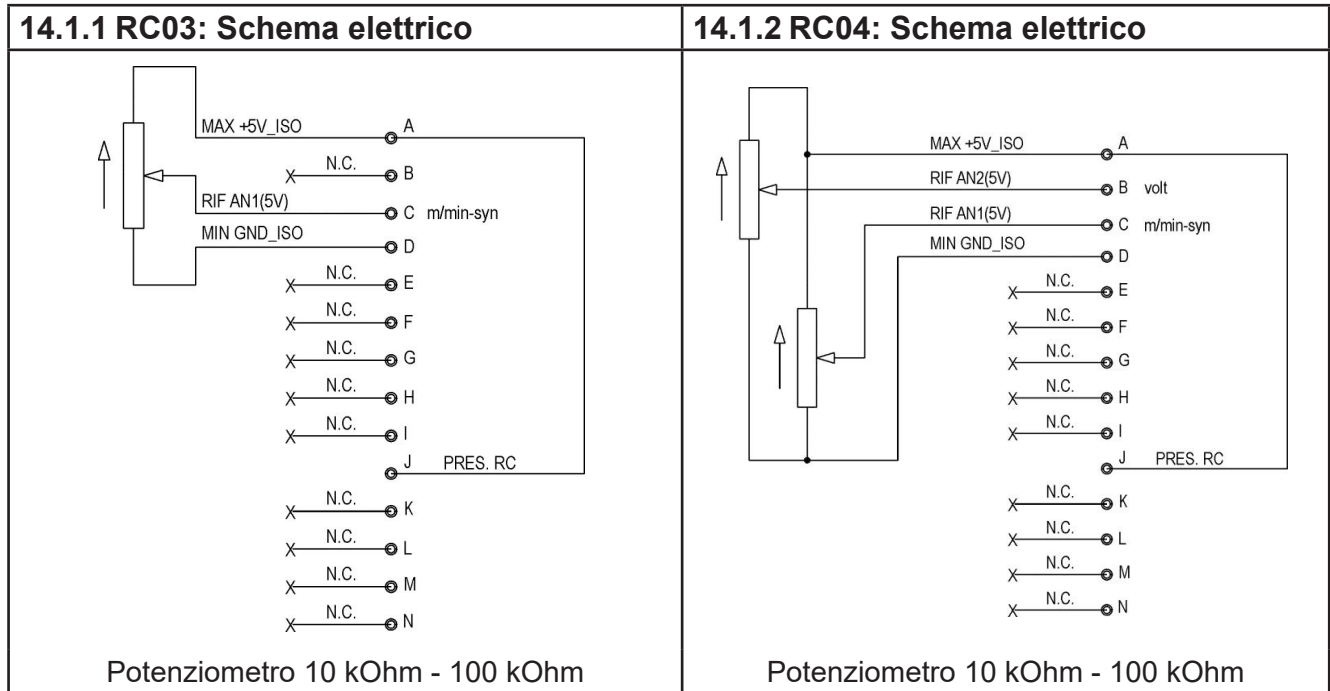 14.1.1 RC03: Schema elettrico
MAX +5V_ISO
A
N.C.
B
RIF AN1(5V)
C m/min-syn
MIN GND_ISO
D
N.C.
E
N.C.
F
N.C.
G
N.C.
H
N.C.
I
J PRES. RC
N.C.
K
N.C.
L
N.C.
M
N.C.
N
Potenziometro 10 kOhm - 100 kOhm
14.1.2 RC04: Schema elettrico
MAX +5V_ISO
A
RIF AN2(5V)
B volt
RIF AN1(5V)
C m/min-syn
MIN GND_ISO
D
N.C.
E
N.C.
F
N.C.
G
N.C.
H
N.C.
I
J PRES. RC
N.C.
K
N.C.
L
N.C.
M
N.C.
N
Potenziometro 10 kOhm - 100 kOhm